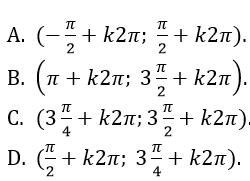 A. (−π/2 + k2π; π/2 + k2π).
B. (π + k2π; 3π/2 + k2π).
C. (3π/4 + k2π; 3π/2 + k2π).
D. (π/2 + k2π; 3π/4 + k2π).